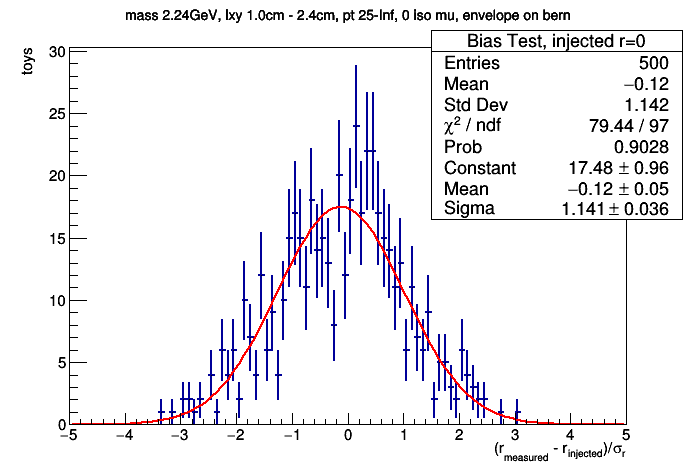 mass 2.24GeV, lxy 1.0cm - 2.4cm, pt 25-Inf, 0 Iso mu, envelope on bern
Bias Test, injected r=0
Entries 500
Mean −0.12
Std Dev 1.142
χ² / ndf 79.44 / 97
Prob 0.9028
Constant 17.48 ± 0.96
Mean −0.12 ± 0.05
Sigma 1.141 ± 0.036
toys
30
25
20
15
10
5
0
−5 −4 −3 −2 −1 0 1 2 3 4 5
(r_measured - r_injected)/σ_r